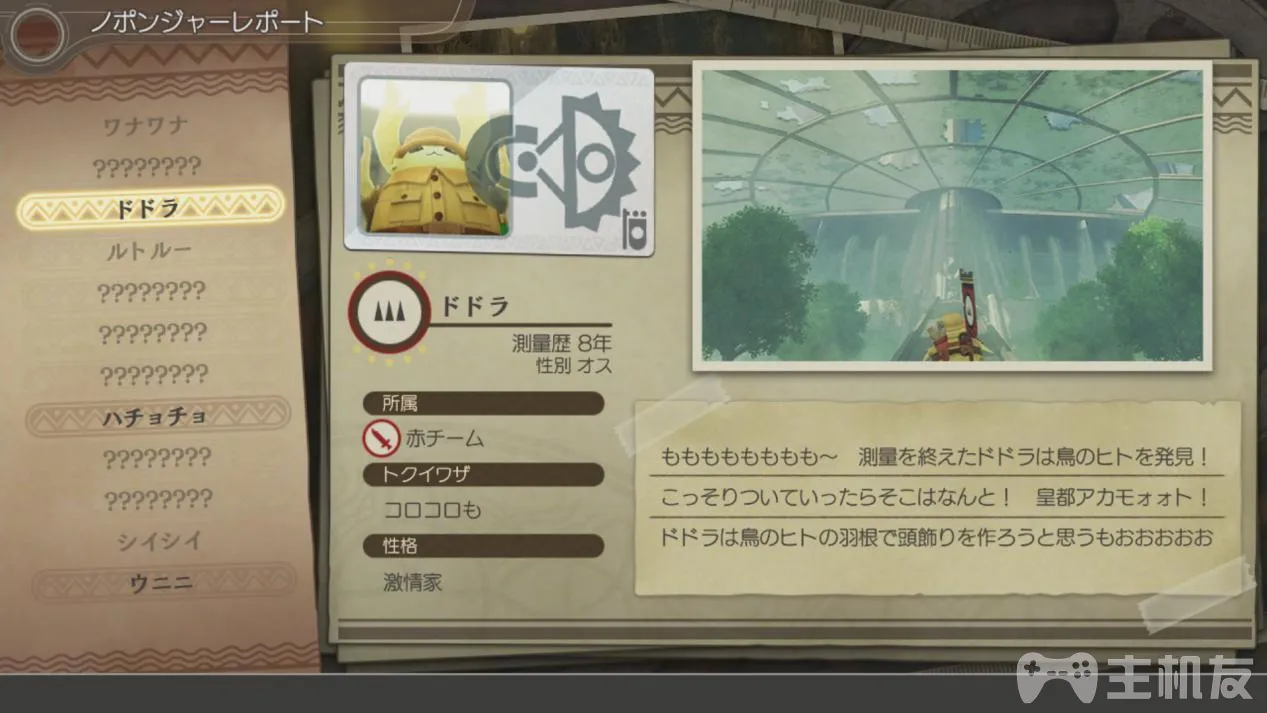 ノポンジャーレポート
ワナワナ
????????
ドドラ
ルトルー
????????
????????
????????
ハチョチョ
????????
????????
シイシイ
ウニニ
ドドラ
測量歴 8年
性別 オス
所属
赤チーム
トクイワザ
コロコロも
性格
激情家
もももももももも～　測量を終えたドドラは鳥のヒトを発見！
こっそりついていったらそこはなんと！　皇都アカモォォト！
ドドラは鳥のヒトの羽根で頭飾りを作ろうと思うもおおおおお
主机友